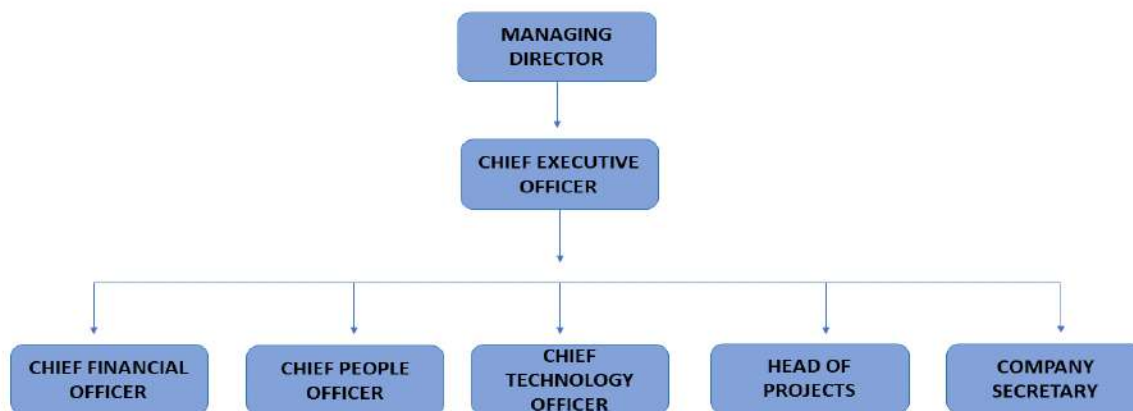 MANAGING
DIRECTOR
CHIEF EXECUTIVE
OFFICER
CHIEF FINANCIAL
OFFICER
CHIEF PEOPLE
OFFICER
CHIEF
TECHNOLOGY
OFFICER
HEAD OF
PROJECTS
COMPANY
SECRETARY